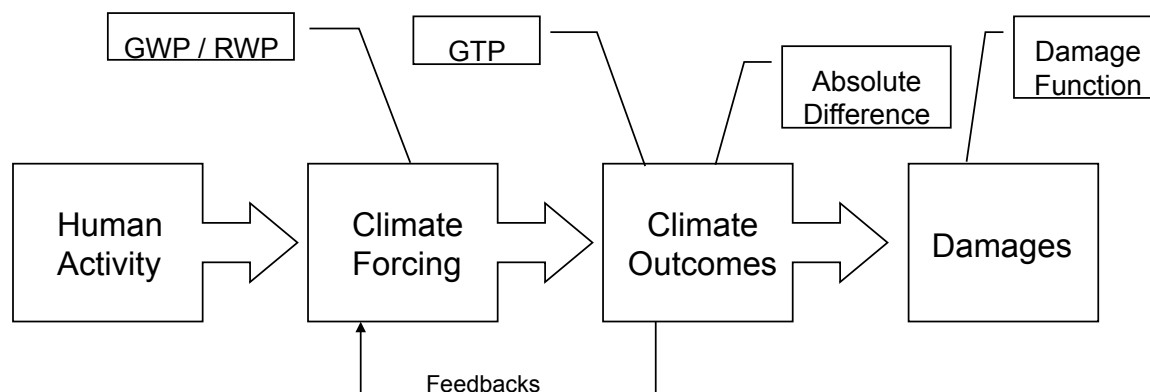 GWP / RWP
GTP
Absolute
Difference
Damage
Function
Human
Activity
Climate
Forcing
Climate
Outcomes
Damages
Feedbacks